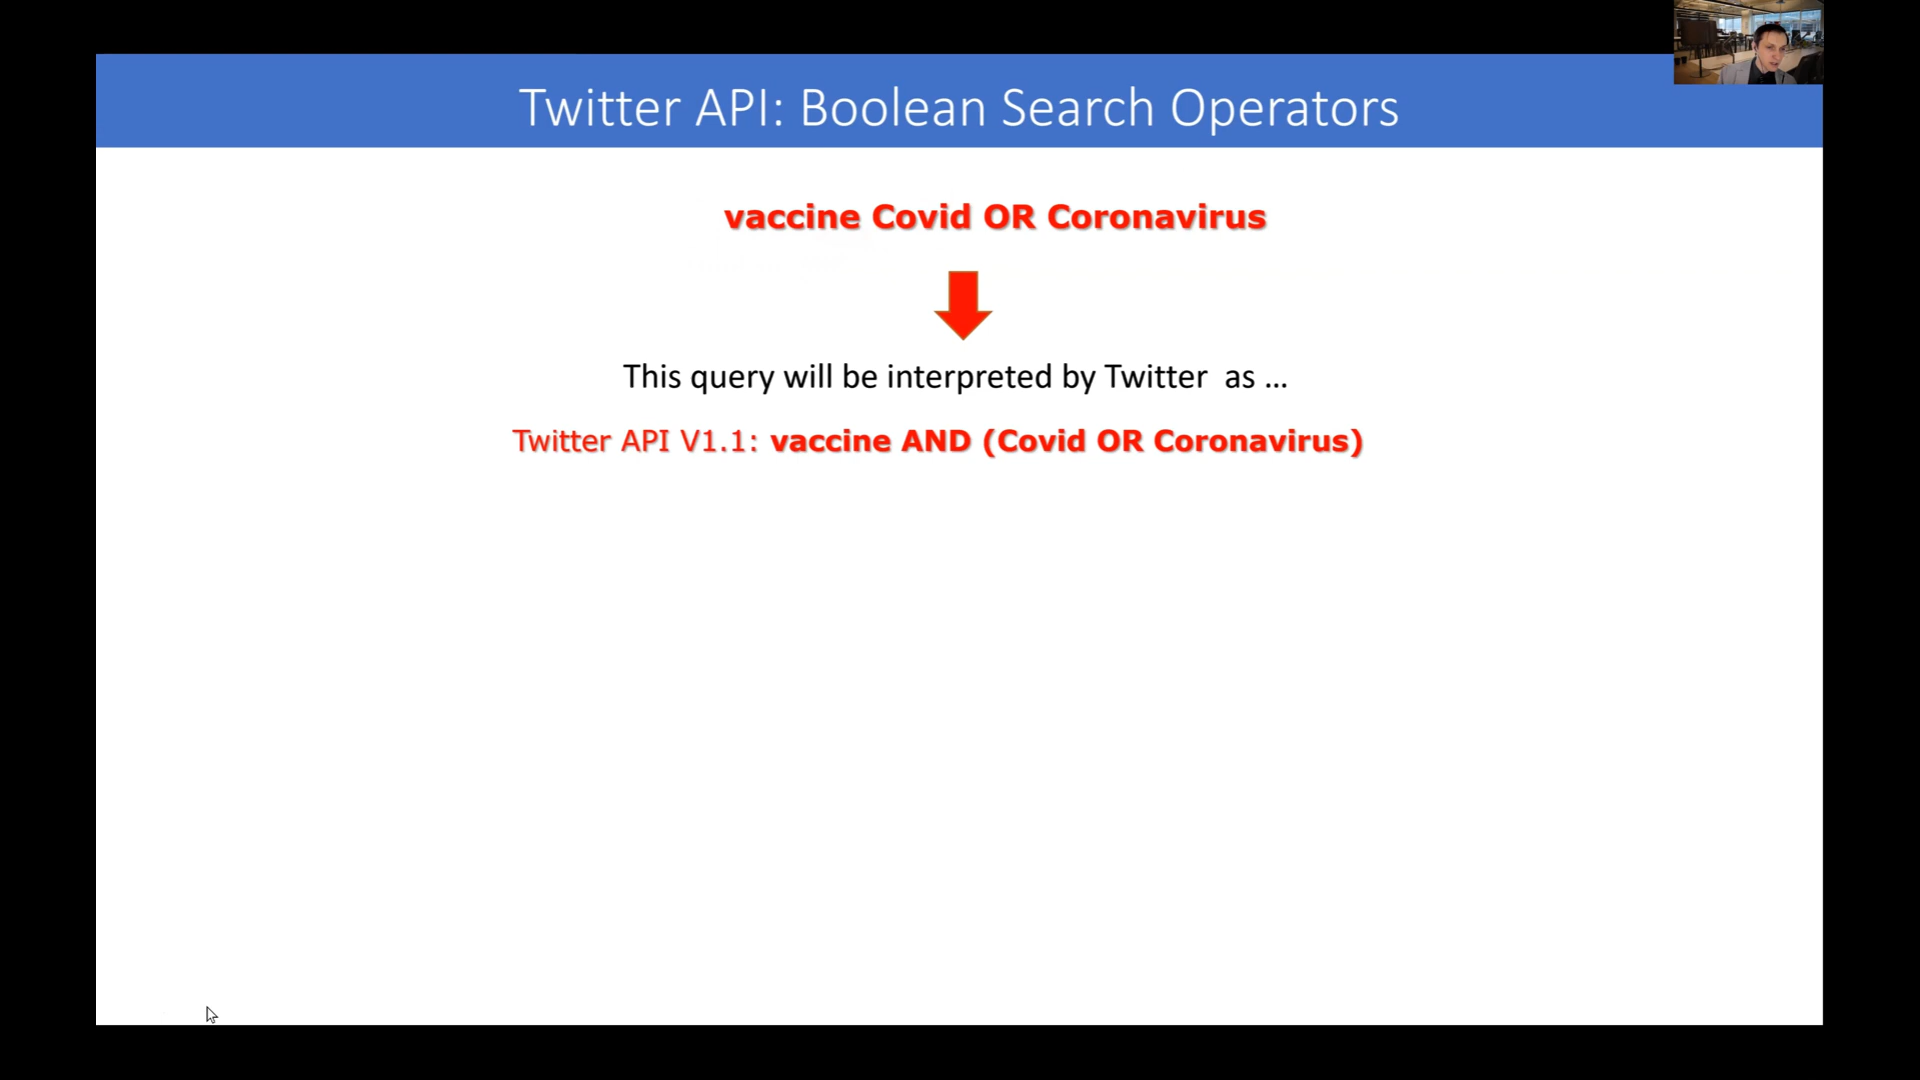 Twitter API: Boolean Search Operators
vaccine Covid OR Coronavirus
This query will be interpreted by Twitter as ...
Twitter API V1.1: vaccine AND (Covid OR Coronavirus)